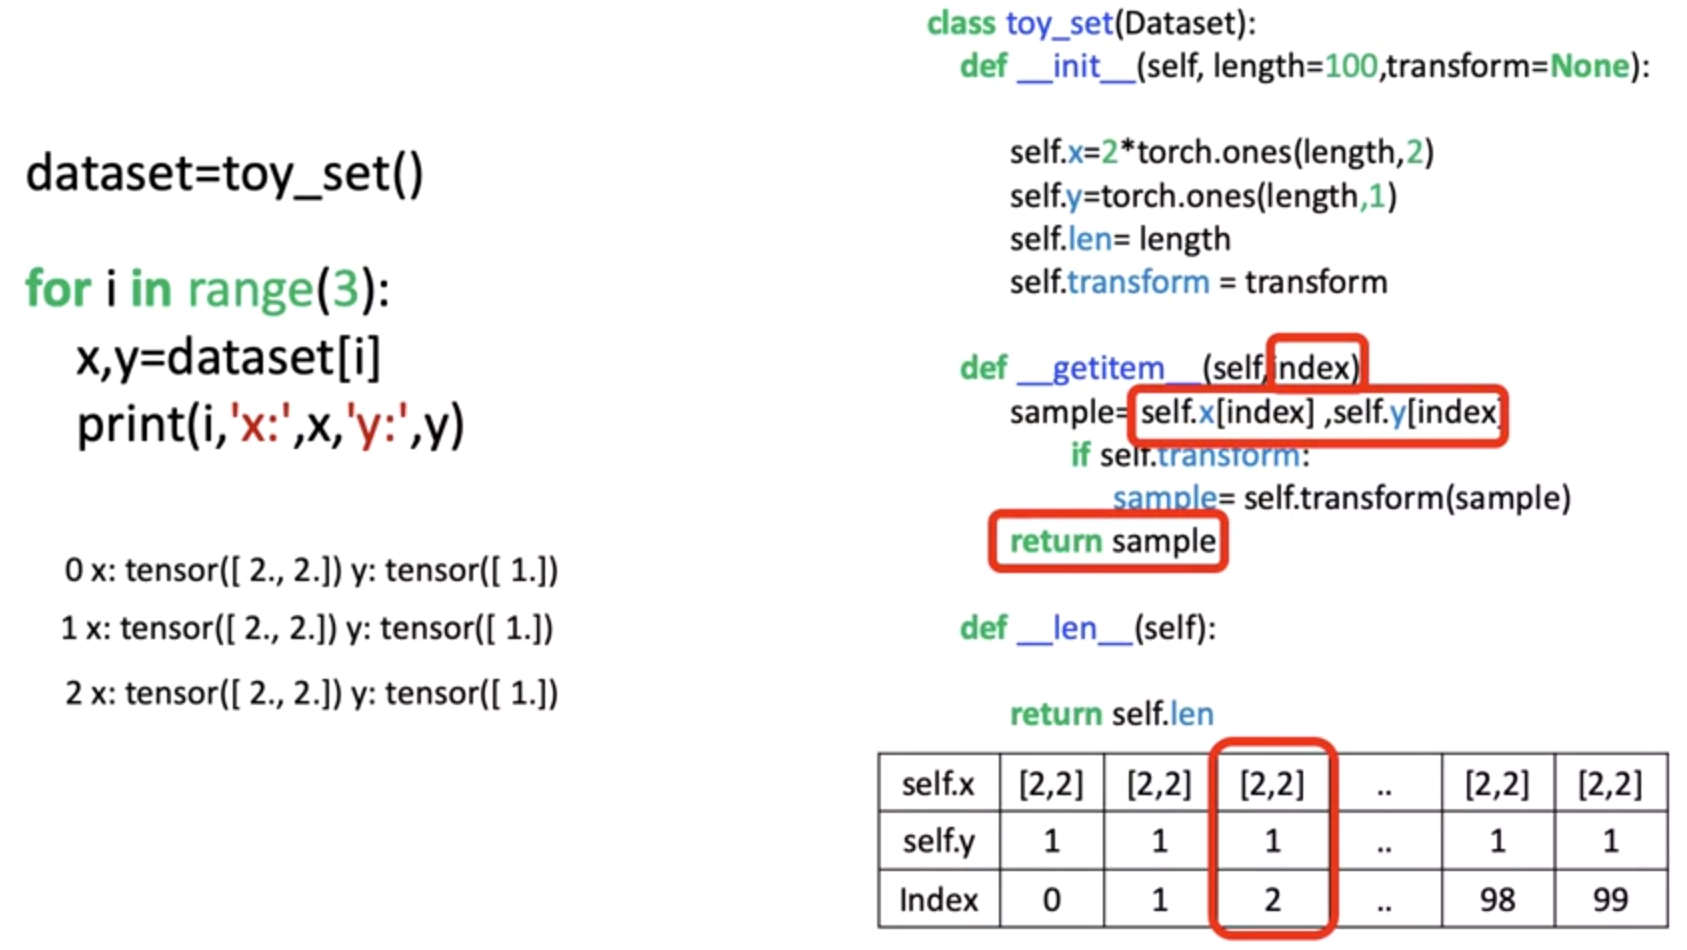 dataset=toy_set()
for i in range(3):
x,y=dataset[i]
print(i,'x:',x,'y:',y)
0 x: tensor([ 2., 2.]) y: tensor([ 1.])
1 x: tensor([ 2., 2.]) y: tensor([ 1.])
2 x: tensor([ 2., 2.]) y: tensor([ 1.])
class toy_set(Dataset):
def __init__(self, length=100,transform=None):
self.x=2*torch.ones(length,2)
self.y=torch.ones(length,1)
self.len= length
self.transform = transform
def __getitem__(self,index)
sample= self.x[index] ,self.y[index]
if self.transform:
sample= self.transform(sample)
return sample
def __len__(self):
return self.len
self.x [2,2] [2,2] [2,2] .. [2,2] [2,2]
self.y 1 1 1 .. 1 1
Index 0 1 2 .. 98 99